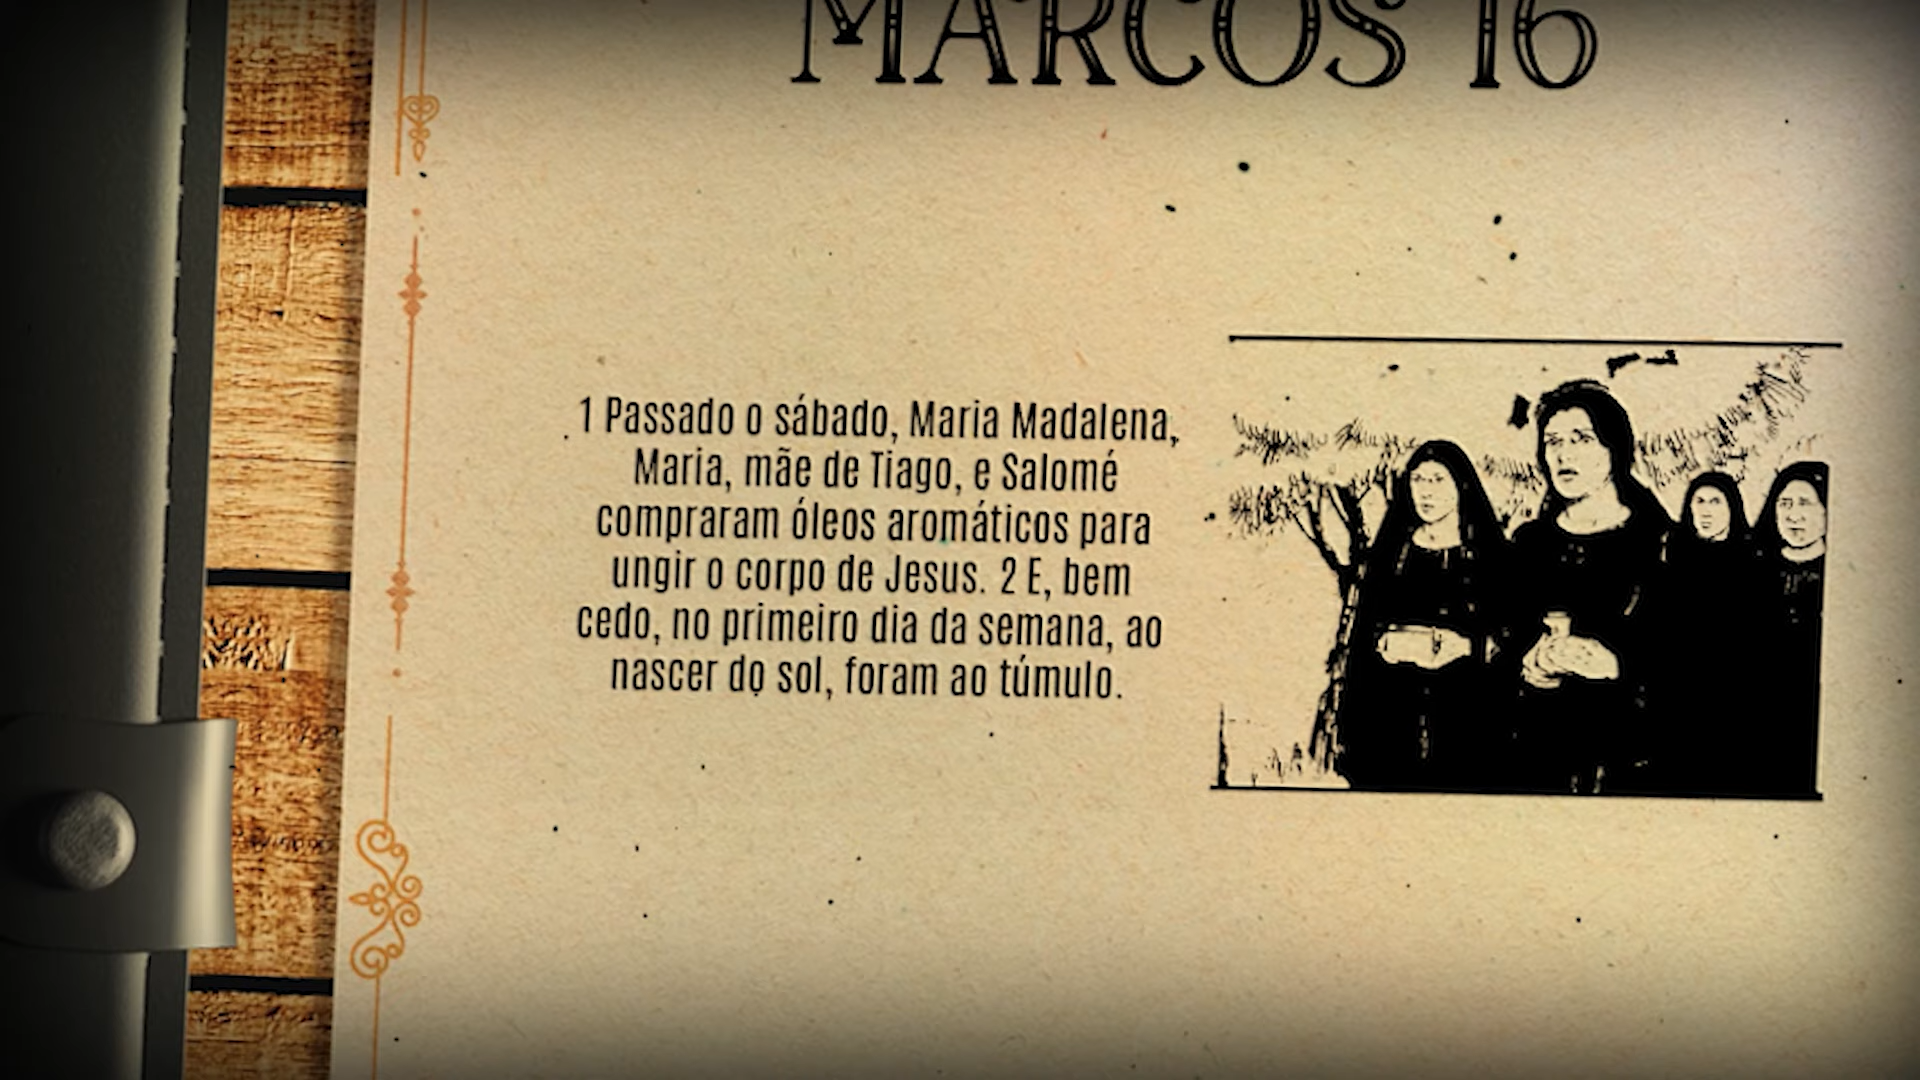 MARCOS 16
1 Passado o sábado, Maria Madalena,
Maria, mãe de Tiago, e Salomé
compraram óleos aromáticos para
ungir o corpo de Jesus. 2 E, bem
cedo, no primeiro dia da semana, ao
nascer do sol, foram ao túmulo.